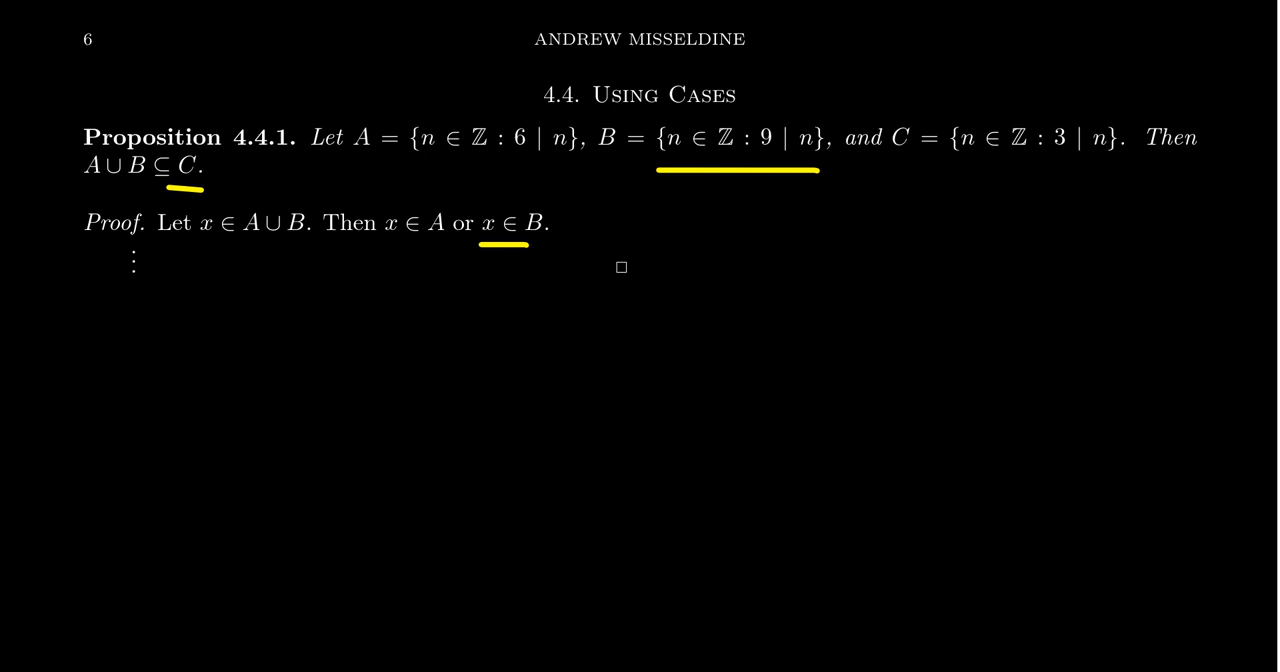 6 ANDREW MISSELDINE
4.4. Using Cases
Proposition 4.4.1. Let A = {n ∈ ℤ : 6 | n}, B = {n ∈ ℤ : 9 | n}, and C = {n ∈ ℤ : 3 | n}. Then
A ∪ B ⊆ C.
Proof. Let x ∈ A ∪ B. Then x ∈ A or x ∈ B.
⋮ □